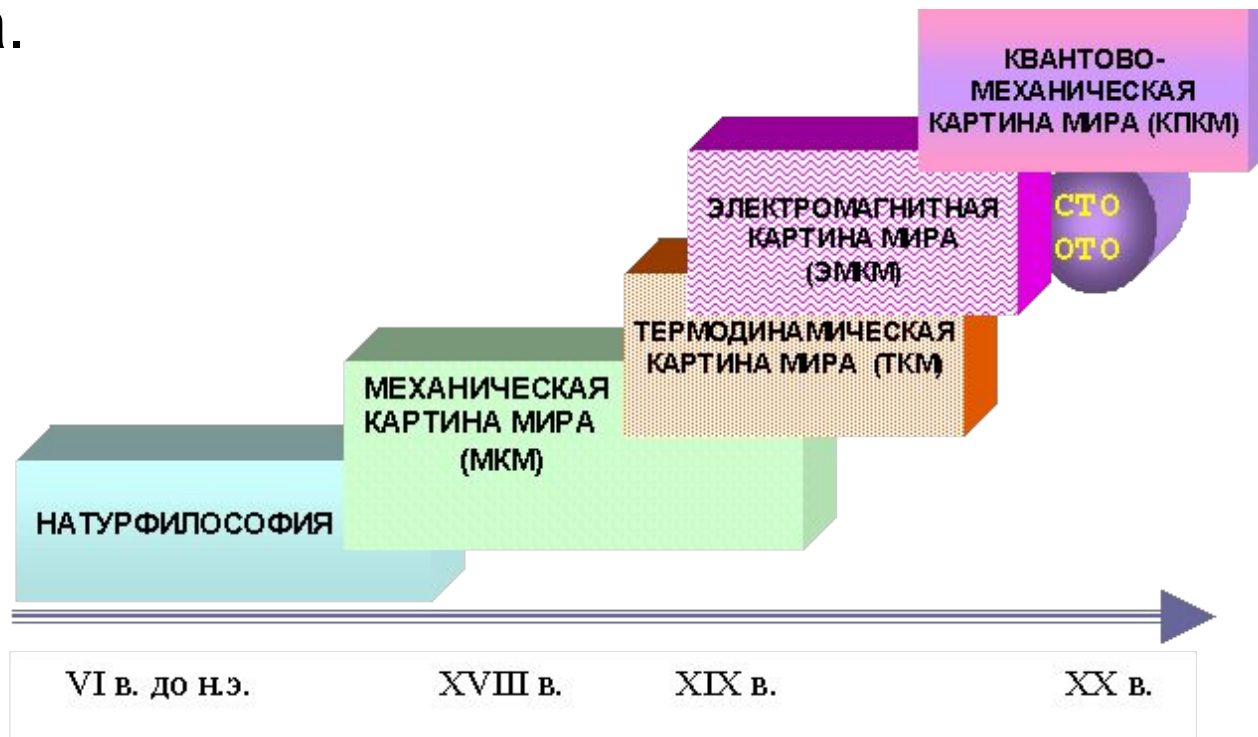 КВАНТОВО-
МЕХАНИЧЕСКАЯ
КАРТИНА МИРА (КПКМ)
СТО
ОТО
ЭЛЕКТРОМАГНИТНАЯ
КАРТИНА МИРА
(ЭМКМ)
ТЕРМОДИНАМИЧЕСКАЯ
КАРТИНА МИРА (ТКМ)
МЕХАНИЧЕСКАЯ
КАРТИНА МИРА
(МКМ)
НАТУРФИЛОСОФИЯ
VI в. до н.э. XVIII в. XIX в. XX в.